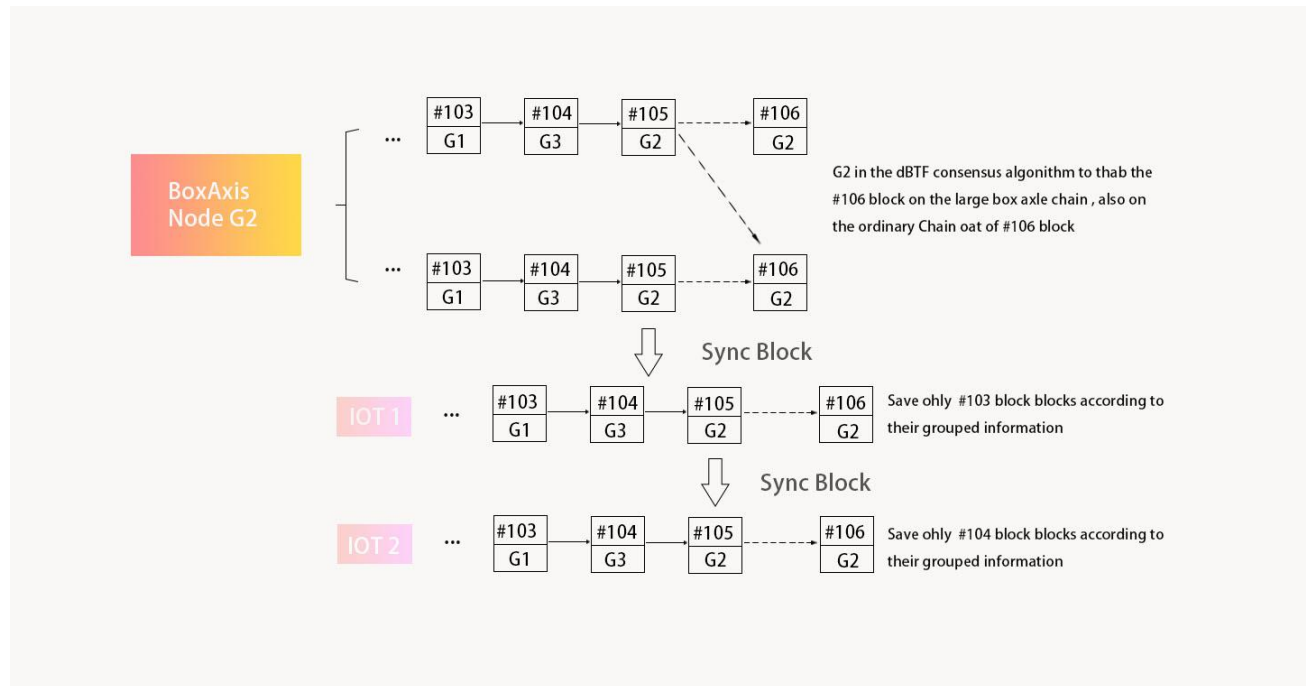 #103 #104 #105 #106
... G1 G3 G2 G2
BoxAxis
Node G2
G2 in the dBTF consensus algorithm to thab the
#106 block on the large box axle chain , also on
the ordinary Chain oat of #106 block
... #103 #104 #105 #106
G1 G3 G2 G2
Sync Block
IOT 1
... #103 #104 #105 #106
G1 G3 G2 G2
Save ohly #103 block blocks according to
their grouped information
Sync Block
IOT 2
... #103 #104 #105 #106
G1 G3 G2 G2
Save ohly #104 block blocks according to
their grouped information